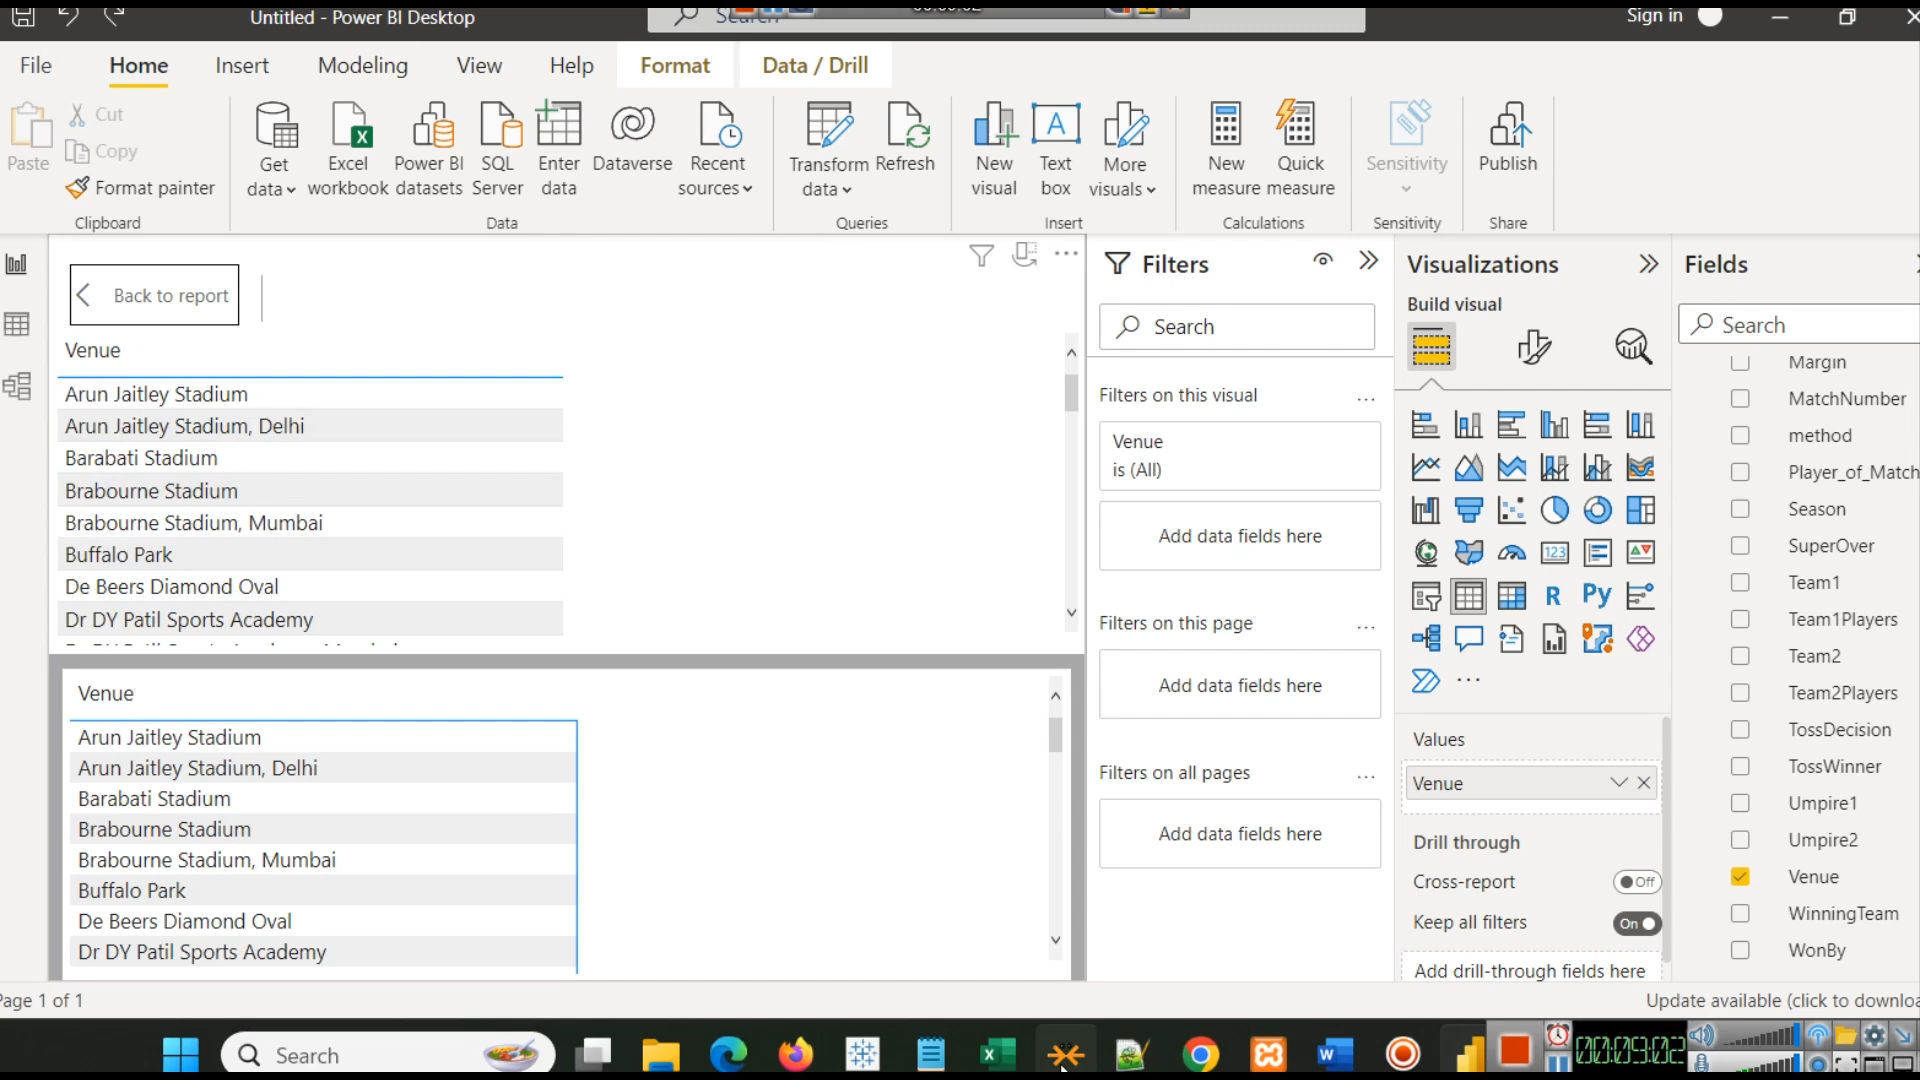 Untitled - Power BI Desktop
Sign in
File
Home
Insert
Modeling
View
Help
Format
Data / Drill
Paste
Cut
Copy
Format painter
Clipboard
Get data
Excel workbook
Power BI datasets
SQL Server
Enter data
Dataverse
Recent sources
Data
Transform data
Refresh
Queries
New visual
Text box
More visuals
Insert
New measure
Quick measure
Calculations
Sensitivity
Sensitivity
Publish
Share
Back to report
Venue
Arun Jaitley Stadium
Arun Jaitley Stadium, Delhi
Barabati Stadium
Brabourne Stadium
Brabourne Stadium, Mumbai
Buffalo Park
De Beers Diamond Oval
Dr DY Patil Sports Academy
Venue
Arun Jaitley Stadium
Arun Jaitley Stadium, Delhi
Barabati Stadium
Brabourne Stadium
Brabourne Stadium, Mumbai
Buffalo Park
De Beers Diamond Oval
Dr DY Patil Sports Academy
Filters
Search
Filters on this visual
Venue
is (All)
Add data fields here
Filters on this page
Add data fields here
Filters on all pages
Add data fields here
Visualizations
Build visual
123
R
Py
Values
Venue
Drill through
Cross-report
Off
Keep all filters
On
Add drill-through fields here
Fields
Search
Margin
MatchNumber
method
Player_of_Match
Season
SuperOver
Team1
Team1Players
Team2
Team2Players
TossDecision
TossWinner
Umpire1
Umpire2
Venue
WinningTeam
WonBy
Page 1 of 1
Update available (click to downloa
Search
00:09:02